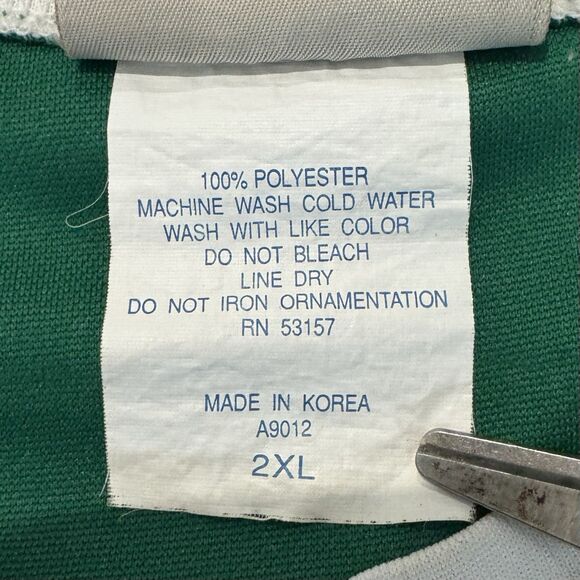 100% POLYESTER
MACHINE WASH COLD WATER
WASH WITH LIKE COLOR
DO NOT BLEACH
LINE DRY
DO NOT IRON ORNAMENTATION
RN 53157
MADE IN KOREA
A9012
2XL